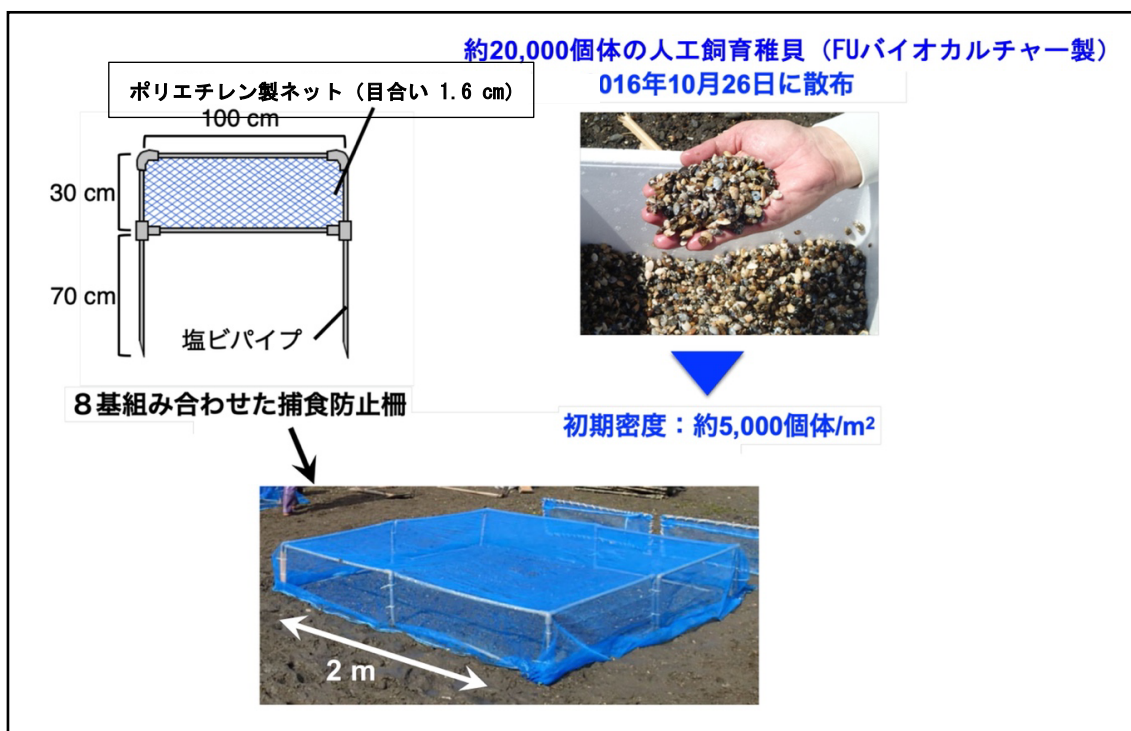 約20,000個体の人工飼育稚貝（FUバイオカルチャー製）
016年10月26日に散布
ポリエチレン製ネット（目合い 1.6 cm）
100 cm
30 cm
70 cm
塩ビパイプ
８基組み合わせた捕食防止柵
初期密度：約5,000個体/m²
2 m